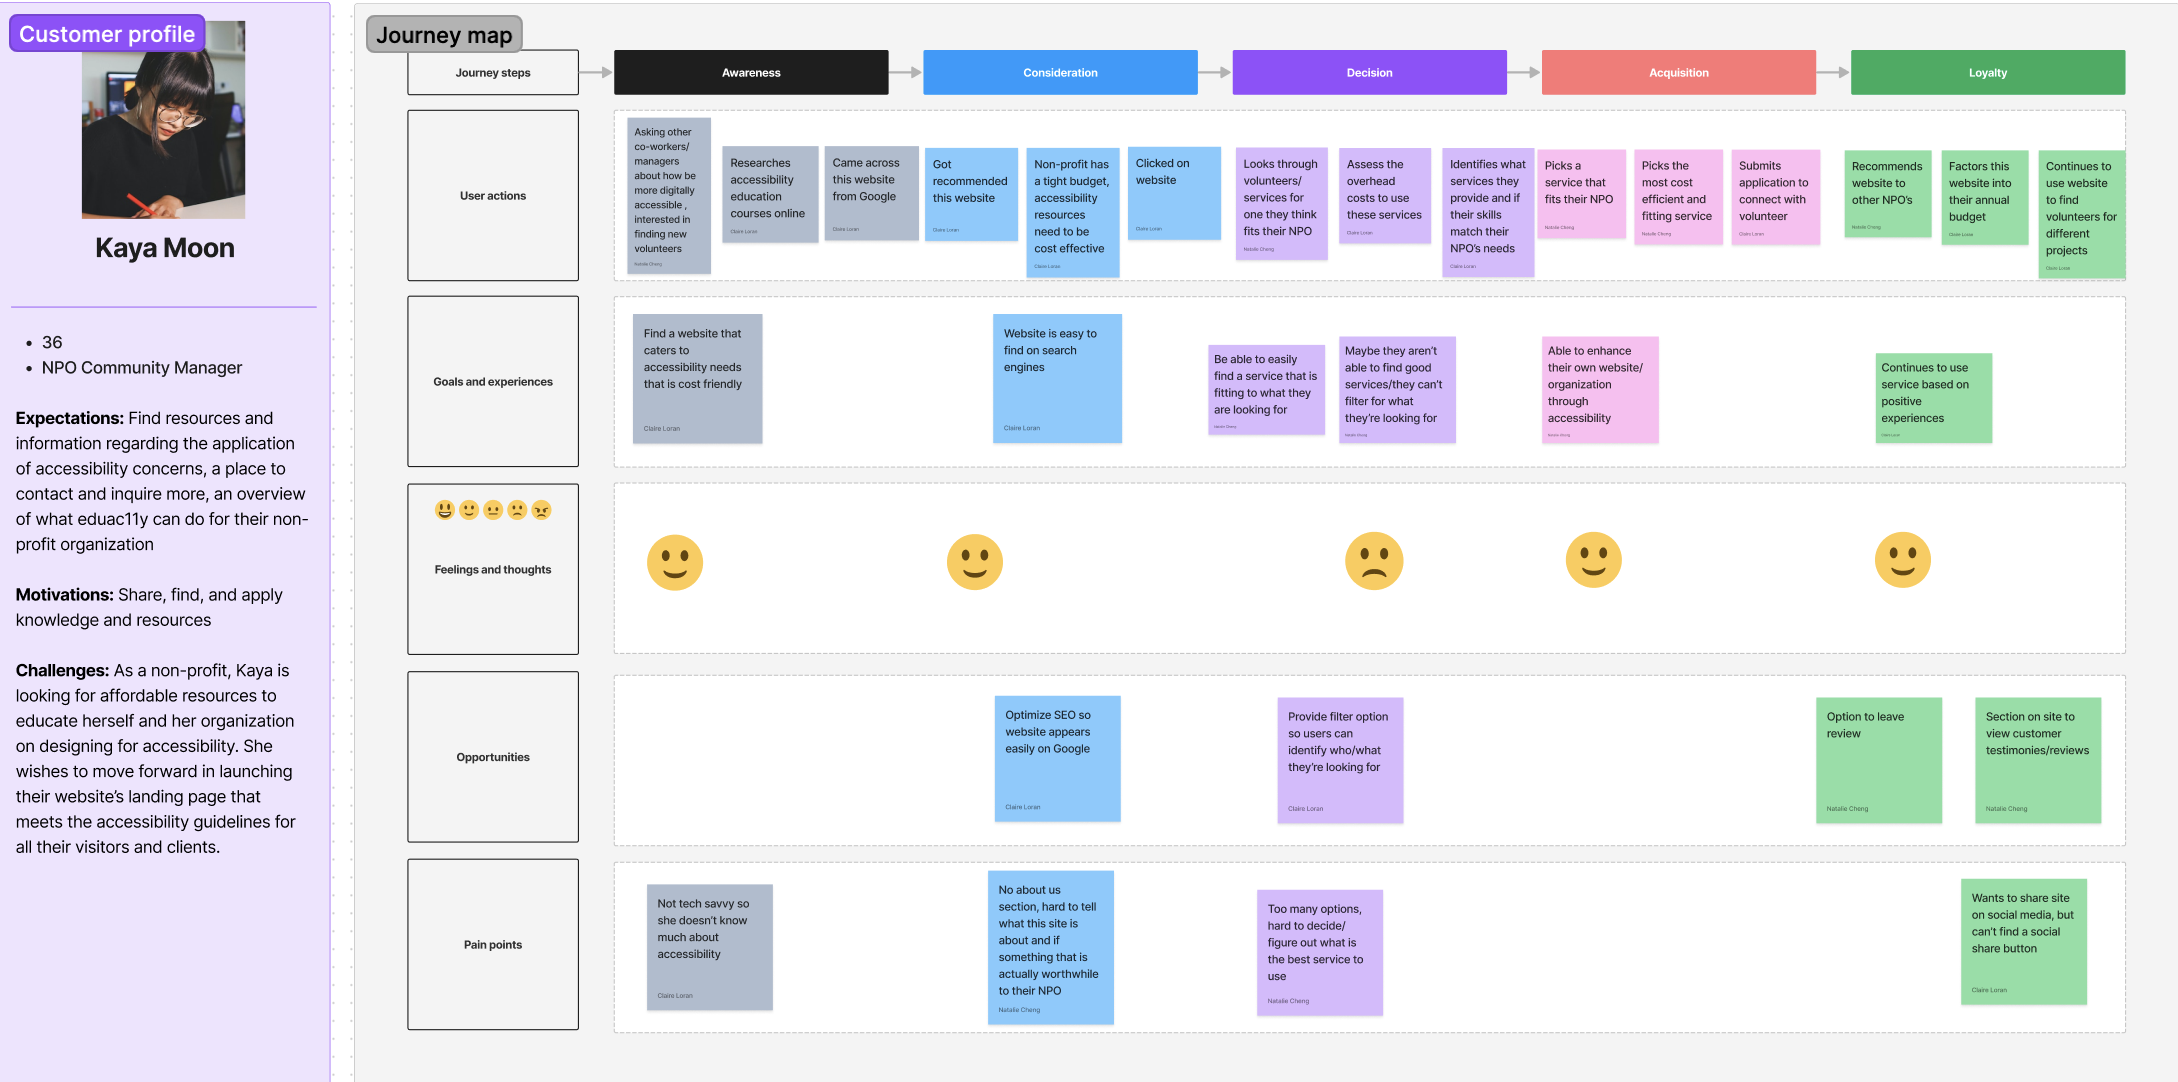 Customer profile
Kaya Moon
• 36
• NPO Community Manager
Expectations: Find resources and
information regarding the application
of accessibility concerns, a place to
contact and inquire more, an overview
of what eduac11y can do for their non-
profit organization
Motivations: Share, find, and apply
knowledge and resources
Challenges: As a non-profit, Kaya is
looking for affordable resources to
educate herself and her organization
on designing for accessibility. She
wishes to move forward in launching
their website's landing page that
meets the accessibility guidelines for
all their visitors and clients.
Journey map
Journey steps
Awareness
Consideration
Decision
Acquisition
Loyalty
User actions
Asking other
co-workers/
managers
about how be
more digitally
accessible ,
interested in
finding new
volunteers
Natalie Cheng
Researches
accessibility
education
courses online
Claire Loran
Came across
this website
from Google
Claire Loran
Got
recommended
this website
Claire Loran
Non-profit has
a tight budget,
accessibility
resources
need to be
cost effective
Claire Loran
Clicked on
website
Claire Loran
Looks through
volunteers/
services for
one they think
fits their NPO
Natalie Cheng
Assess the
overhead
costs to use
these services
Claire Loran
Identifies what
services they
provide and if
their skills
match their
NPO's needs
Claire Loran
Picks a
service that
fits their NPO
Natalie Cheng
Picks the
most cost
efficient and
fitting service
Natalie Cheng
Submits
application to
connect with
volunteer
Claire Loran
Recommends
website to
other NPO's
Natalie Cheng
Factors this
website into
their annual
budget
Claire Loran
Continues to
use website
to find
volunteers for
different
projects
Claire Loran
Goals and experiences
Find a website that
caters to
accessibility needs
that is cost friendly
Claire Loran
Website is easy to
find on search
engines
Claire Loran
Be able to easily
find a service that is
fitting to what they
are looking for
Natalie Cheng
Maybe they aren't
able to find good
services/they can't
filter for what
they're looking for
Natalie Cheng
Able to enhance
their own website/
organization
through
accessibility
Natalie Cheng
Continues to use
service based on
positive
experiences
Claire Loran
Feelings and thoughts
Opportunities
Optimize SEO so
website appears
easily on Google
Claire Loran
Provide filter option
so users can
identify who/what
they're looking for
Claire Loran
Option to leave
review
Natalie Cheng
Section on site to
view customer
testimonies/reviews
Natalie Cheng
Pain points
Not tech savvy so
she doesn't know
much about
accessibility
Claire Loran
No about us
section, hard to tell
what this site is
about and if
something that is
actually worthwhile
to their NPO
Natalie Cheng
Too many options,
hard to decide/
figure out what is
the best service to
use
Natalie Cheng
Wants to share site
on social media, but
can't find a social
share button
Claire Loran